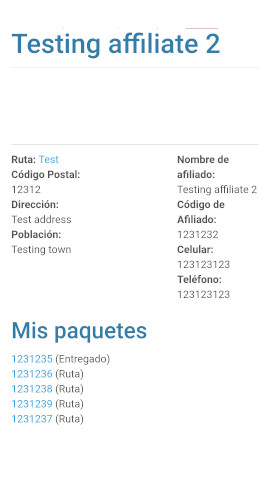 Testing affiliate 2
Ruta: Test
Código Postal:
12312
Dirección:
Test address
Población:
Testing town
Nombre de
afiliado:
Testing affiliate 2
Código de
Afiliado:
1231232
Celular:
123123123
Teléfono:
123123123
Mis paquetes
1231235 (Entregado)
1231236 (Ruta)
1231238 (Ruta)
1231239 (Ruta)
1231237 (Ruta)